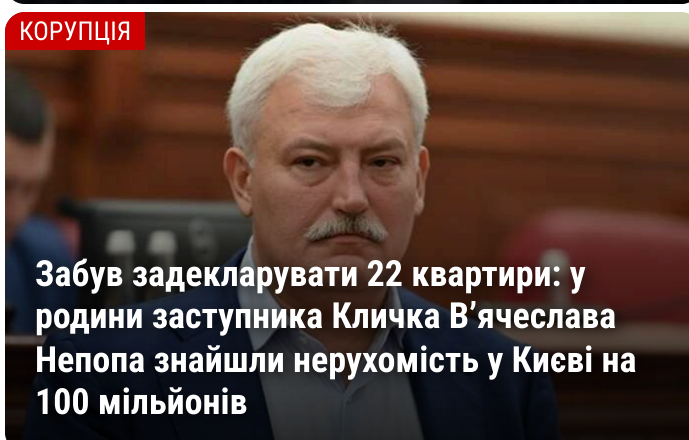 КОРУПЦІЯ
Забув задекларувати 22 квартири: у
родини заступника Кличка В’ячеслава
Непопа знайшли нерухомість у Києві на
100 мільйонів